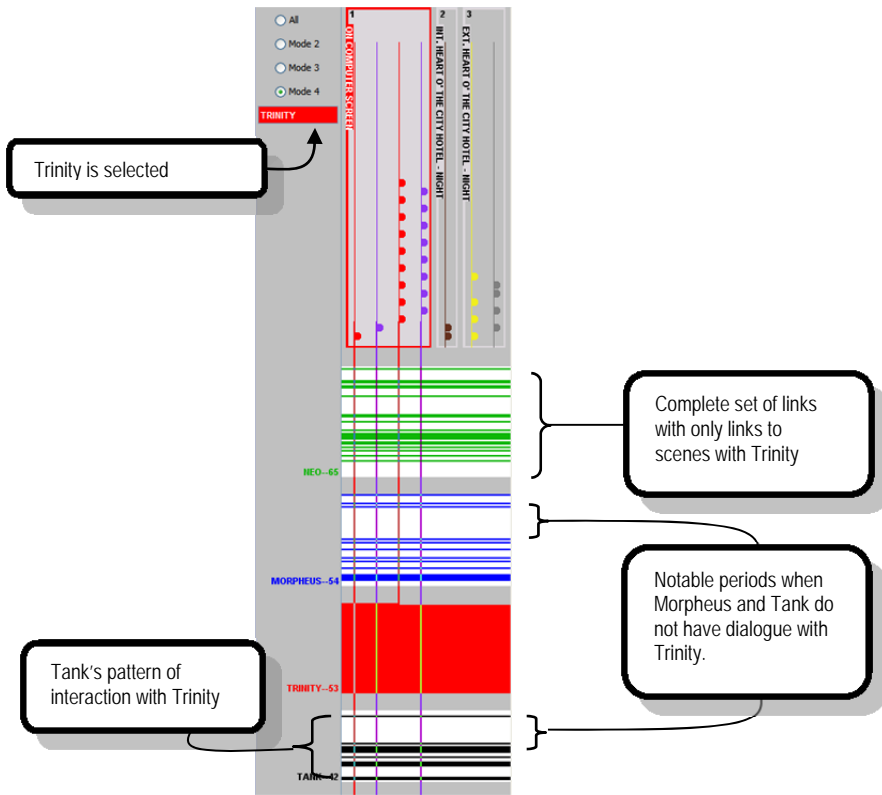 All
Mode 2
Mode 3
Mode 4
TRINITY
1
ON COMPUTER SCREEN
2
INT. HEART O' THE CITY HOTEL - NIGHT
3
EXT. HEART O' THE CITY HOTEL - NIGHT
Trinity is selected
Complete set of links
with only links to
scenes with Trinity
NEO--65
MORPHEUS--54
Notable periods when
Morpheus and Tank do
not have dialogue with
Trinity.
Tank's pattern of
interaction with Trinity
TRINITY--53
TANK--42